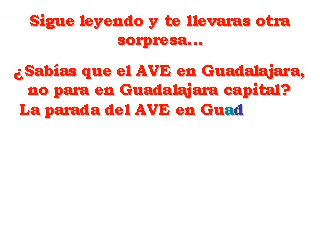 Sigue leyendo y te llevaras otra
sorpresa...
¿Sabías que el AVE en Guadalajara,
no para en Guadalajara capital?
La parada del AVE en Guad